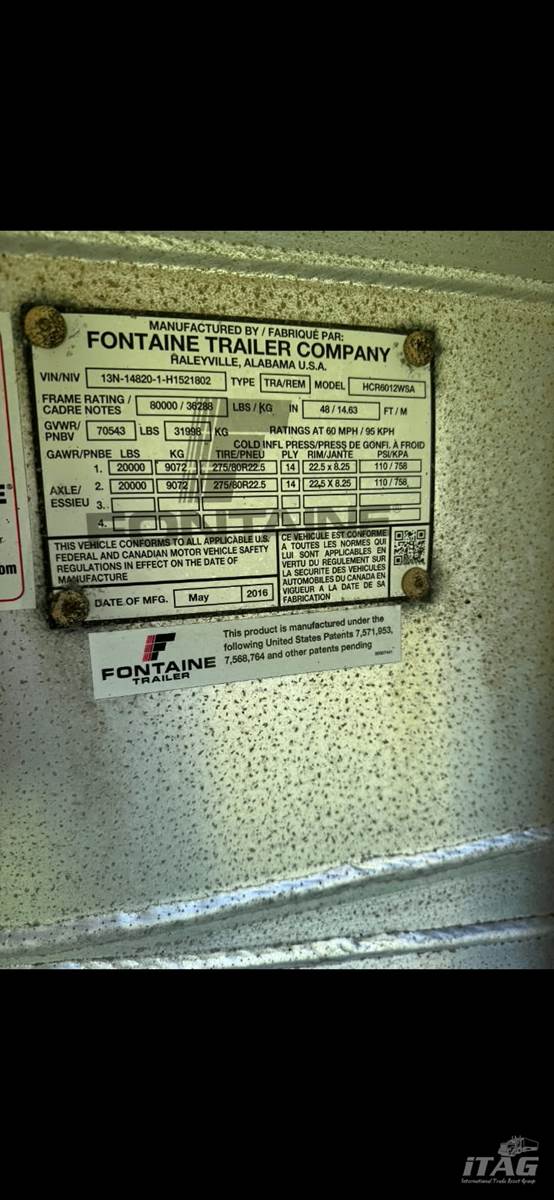 MANUFACTURED BY / FABRIQUÉ PAR:
FONTAINE TRAILER COMPANY
HALEYVILLE, ALABAMA U.S.A.
VIN/NIV 13N-14820-1-H1521802 TYPE TRA/REM MODEL HCR6012WSA
FRAME RATING / CADRE NOTES 80000 / 36288 LBS / KG IN 48 / 14.63 FT / M
GVWR/ PNBV 70543 LBS 31998 KG RATINGS AT 60 MPH / 95 KPH
COLD INFL PRESS/PRESS DE GONFL À FROID
GAWR/PNBE LBS KG TIRE/PNEU PLY RIM/JANTE PSI/KPA
1. 20000 9072 275/80R22.5 14 22.5 x 8.25 110 / 758
AXLE/ ESSIEU
2. 20000 9072 275/80R22.5 14 22.5 X 8.25 110 / 758
3. - - - - - -
4.
FONTAINE
THIS VEHICLE CONFORMS TO ALL APPLICABLE U.S.
FEDERAL AND CANADIAN MOTOR VEHICLE SAFETY
REGULATIONS IN EFFECT ON THE DATE OF
MANUFACTURE
DATE OF MFG. May 2016
CE VEHICULE EST CONFORME
A TOUTES LES NORMES QUI
LUI SONT APPLICABLES EN
VERTU DU REGULEMENT SUR
LA SECURITE DES VEHICULES
AUTOMOBILES DU CANADA EN
VIGUEUR A LA DATE DE SA
FABRICATION
FONTAINE
TRAILER
This product is manufactured under the
following United States Patents 7,571,953,
7,568,764 and other patents pending
om
iTAG
International Trade Asset Group